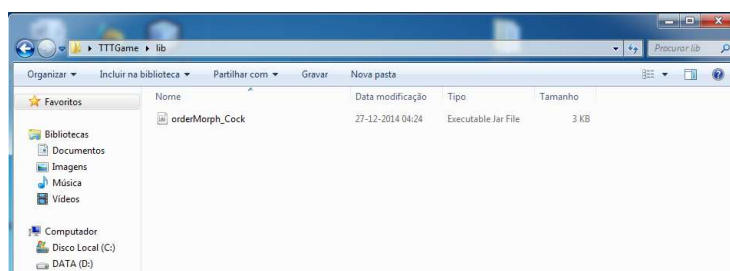 TTTGame ▸ lib
Procurar lib
Organizar Incluir na biblioteca Partilhar com Gravar Nova pasta
Favoritos
Bibliotecas
Documentos
Imagens
Música
Vídeos
Computador
Disco Local (C:)
DATA (D:)
Nome Data modificação Tipo Tamanho
orderMorph_Cock 27-12-2014 04:24 Executable Jar File 3 KB